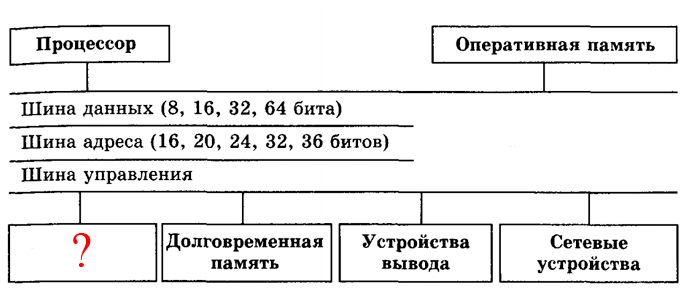 Процессор
Оперативная память
Шина данных (8, 16, 32, 64 бита)
Шина адреса (16, 20, 24, 32, 36 битов)
Шина управления
?
Долговременная
память
Устройства
вывода
Сетевые
устройства